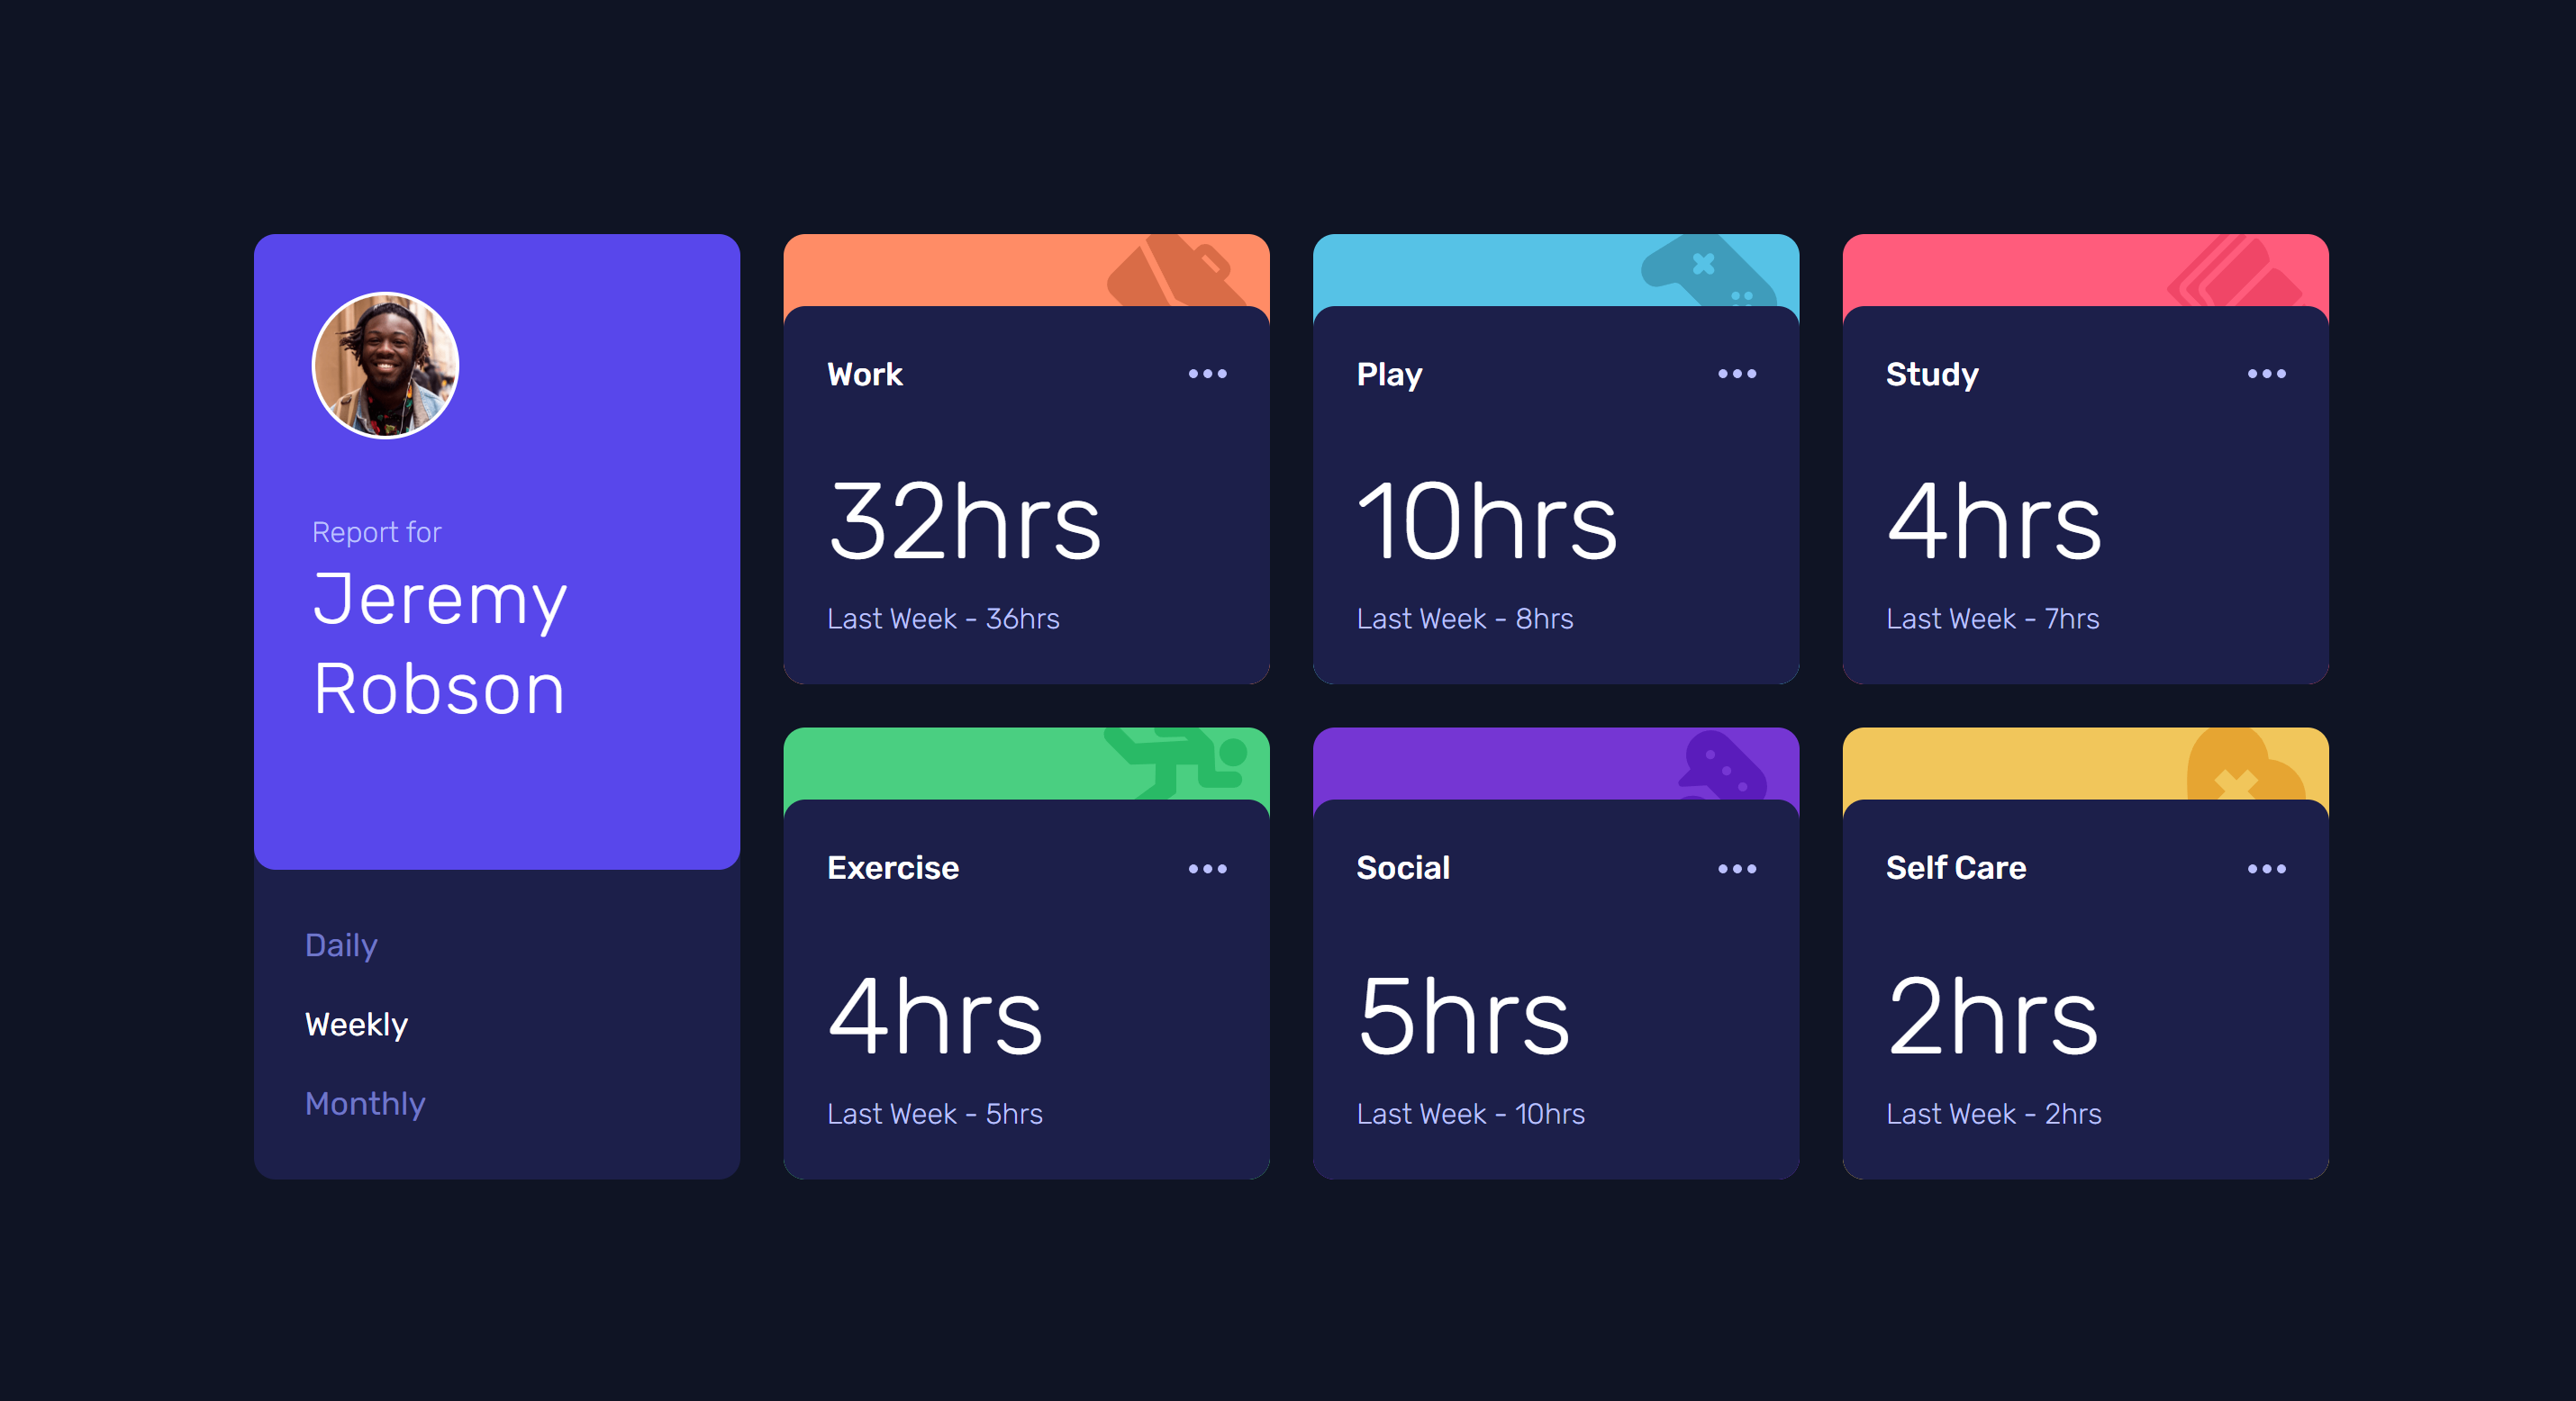 Report for
Jeremy
Robson
Daily
Weekly
Monthly
Work
32hrs
Last Week - 36hrs
Play
10hrs
Last Week - 8hrs
Study
4hrs
Last Week - 7hrs
Exercise
4hrs
Last Week - 5hrs
Social
5hrs
Last Week - 10hrs
Self Care
2hrs
Last Week - 2hrs